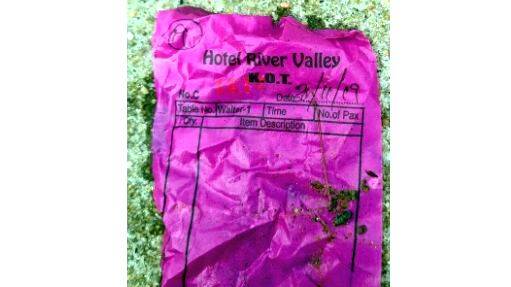 Hotel River Valley
K.O.T.
No.C Date
Table No. Waiter-1 Time No.of Pax
Qty. Item Description